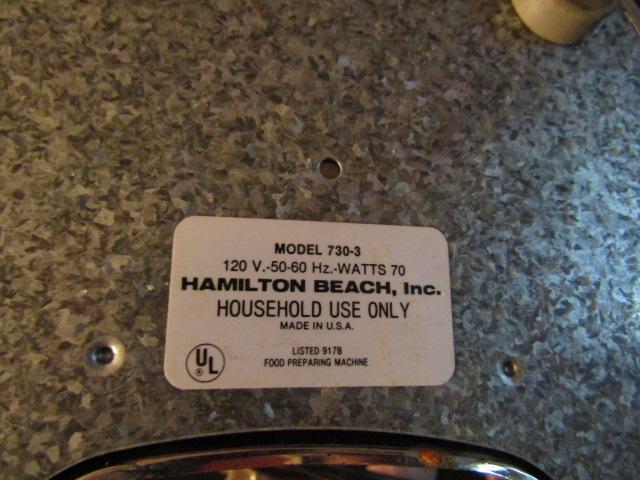 MODEL 730-3
120 V.-50-60 Hz.-WATTS 70
HAMILTON BEACH, Inc.
HOUSEHOLD USE ONLY
MADE IN U.S.A.
LISTED 917B
FOOD PREPARING MACHINE
UL
®